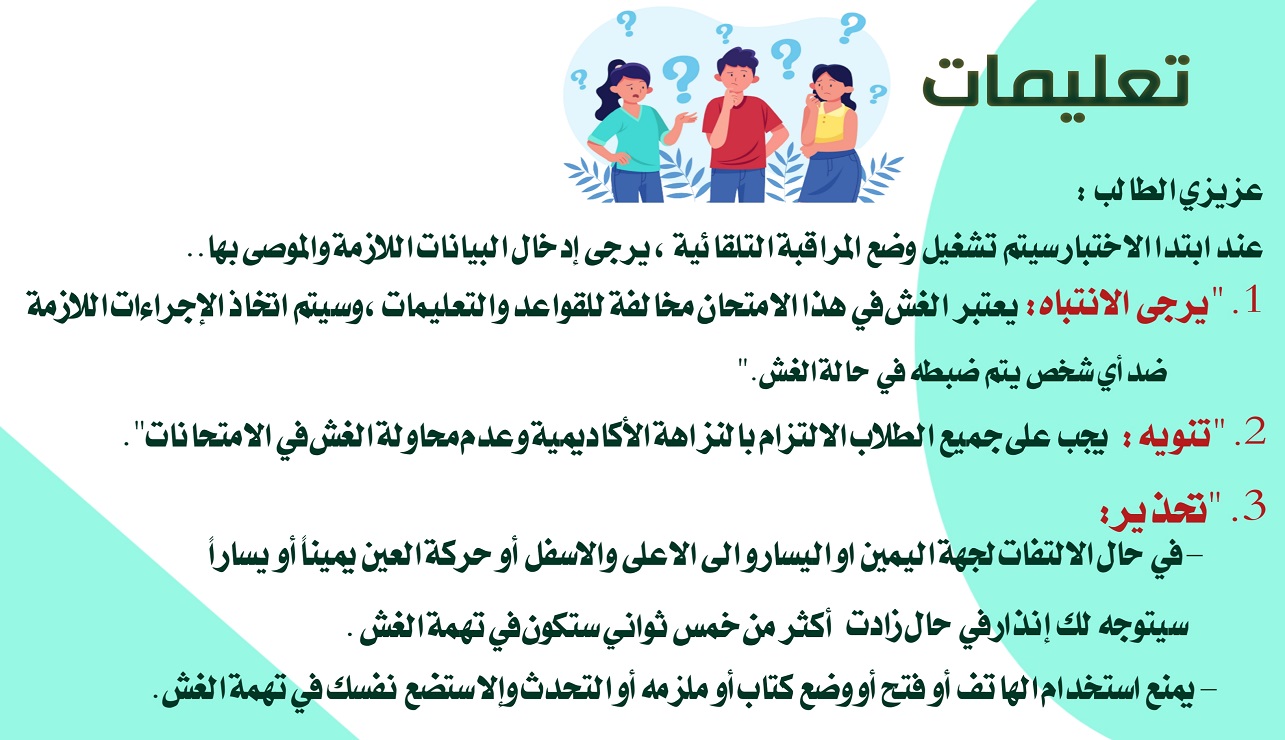 تعليمات
عزيزي الطالب :
عند ابتدا الاختبار سيتم تشغيل وضع المراقبة التلقائية ، يرجى إدخال البيانات اللازمة والموصى بها..
1. "يرجى الانتباه: يعتبر الغش في هذا الامتحان مخالفة للقواعد والتعليمات ،وسيتم اتخاذ الإجراءات اللازمة
ضد أي شخص يتم ضبطه في حالة الغش."
2. "تنويه : يجب على جميع الطلاب الالتزام بالنزاهة الأكاديمية وعدم محاولة الغش في الامتحانات".
3. "تحذير:
– في حال الالتفات لجهة اليمين او اليسار والى الاعلى والاسفل أو حركة العين يميناً أو يساراً
سيتوجه لك إنذار في حال زادت أكثر من خمس ثواني ستكون في تهمة الغش .
– يمنع استخدام الهاتف أو فتح أو وضع كتاب أو ملزمه أو التحدث وإلا ستضع نفسك في تهمة الغش.